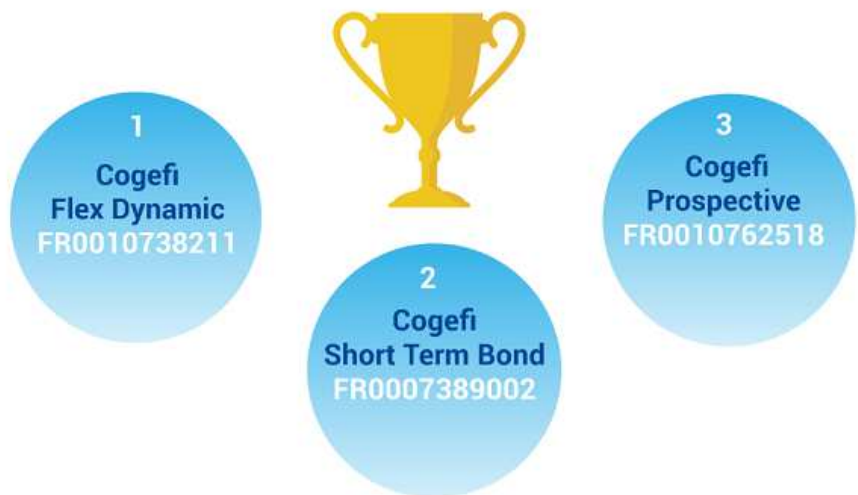 1
Cogefi
Flex Dynamic
FR0010738211
2
Cogefi
Short Term Bond
FR0007389002
3
Cogefi
Prospective
FR0010762518